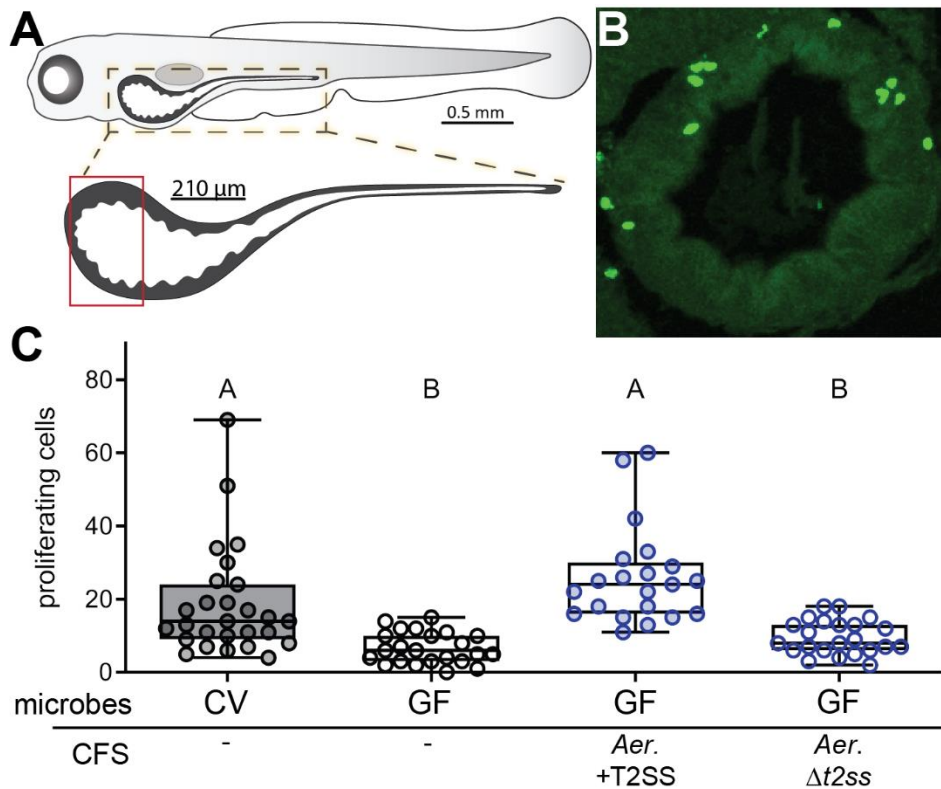 A
B
0.5 mm
210 µm
C
A B A B
proliferating cells
80
60
40
20
0
microbes CV GF GF GF
CFS - - Aer. Aer.
+T2SS Δt2ss